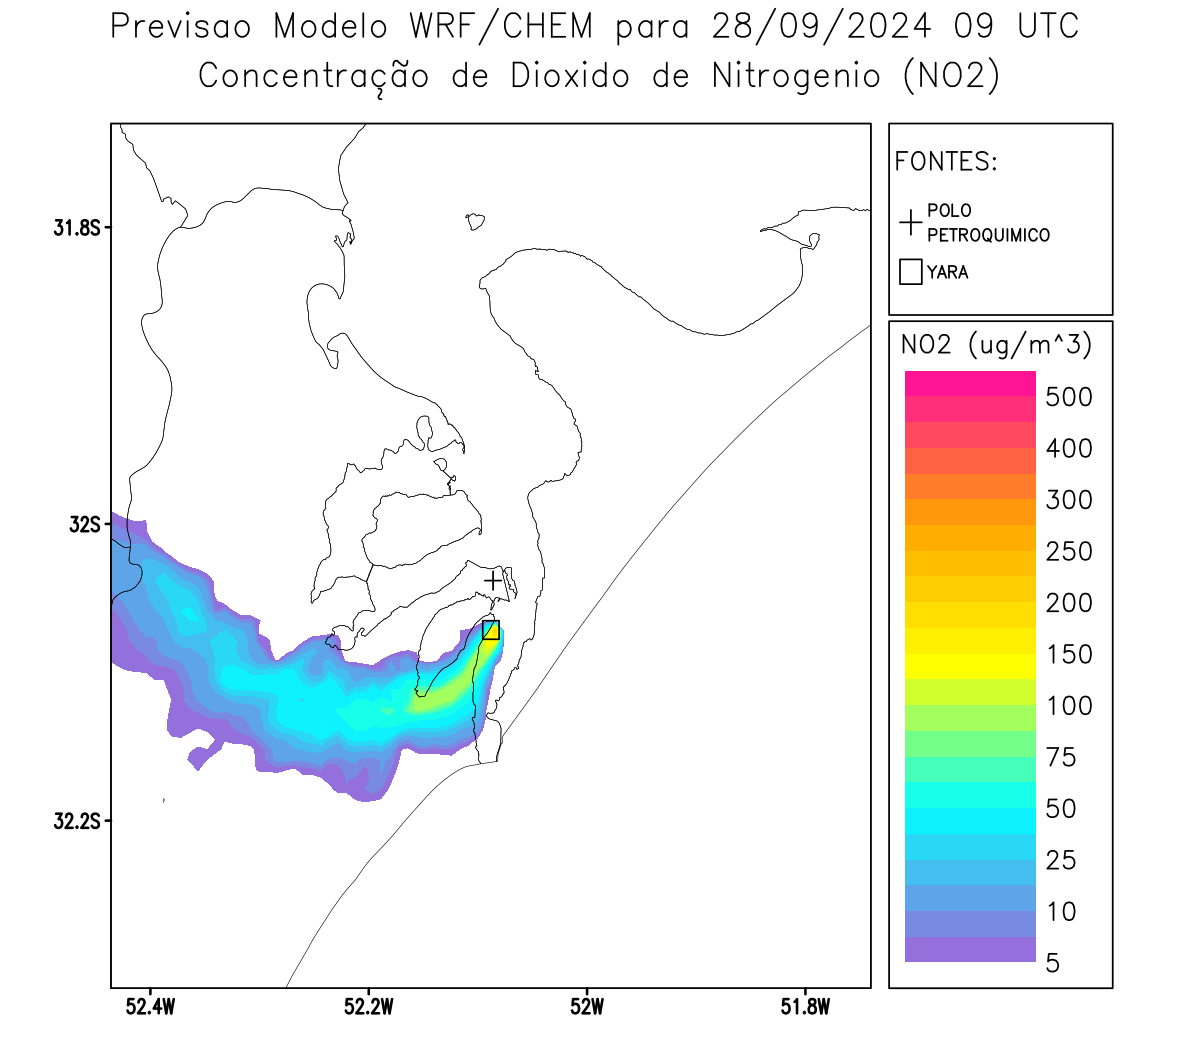 Previsao Modelo WRF/CHEM para 28/09/2024 09 UTC
Concentração de Dioxido de Nitrogenio (NO2)
FONTES:
POLO
PETROQUIMICO
YARA
NO2 (ug/m^3)
500
400
300
250
200
150
100
75
50
25
10
5
31.8S
32S
32.2S
52.4W
52.2W
52W
51.8W